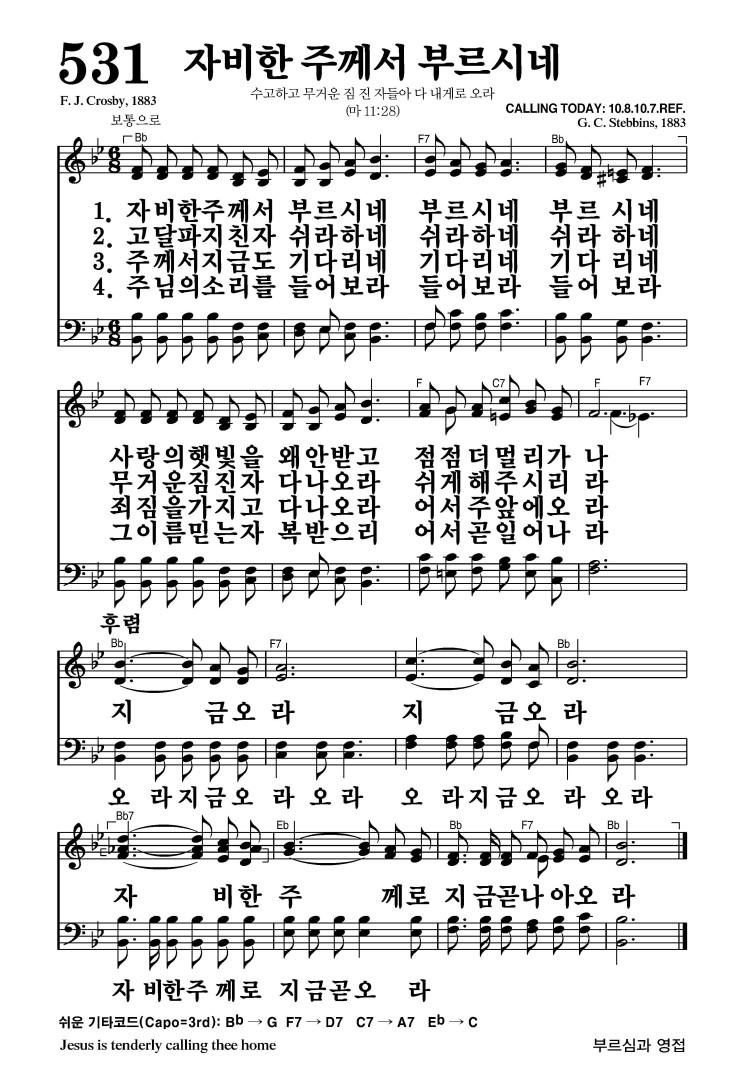 531 자비한 주께서 부르시네
F. J. Crosby, 1883
수고하고 무거운 짐 진 자들아 다 내게로 오라
(마 11:28)
CALLING TODAY: 10.8.10.7.REF.
G. C. Stebbins, 1883
보통으로
Bb F7 Bb
6 8
1. 자비한주께서 부르시네 부르시네 부르 시네
2. 고달파지친자 쉬라하네 쉬라하네 쉬라 하네
3. 주께서지금도 기다리네 기다리네 기다 리네
4. 주님의소리를 들어보라 들어보라 들어 보라
6 8
F C7 F F7
사랑의햇빛을 왜안받고 점점더멀리가 나
무거운짐진자 다나오라 쉬게해주시리 라
죄짐을가지고 다나오라 어서주앞에오 라
그이름믿는자 복받으리 어서곧일어나 라
후렴
Bb F7 Bb
지 금오 라 지 금오 라
오 라지금오라 오라 오 라지금오 라 오 라
Bb7 Eb Bb F7 Bb
자 비한 주 께로 지금곧나아오 라
자 비한주 께로 지금곧오 라
쉬운 기타코드(Capo=3rd): Bb → G F7 → D7 C7 → A7 Eb → C
Jesus is tenderly calling thee home
부르심과 영접